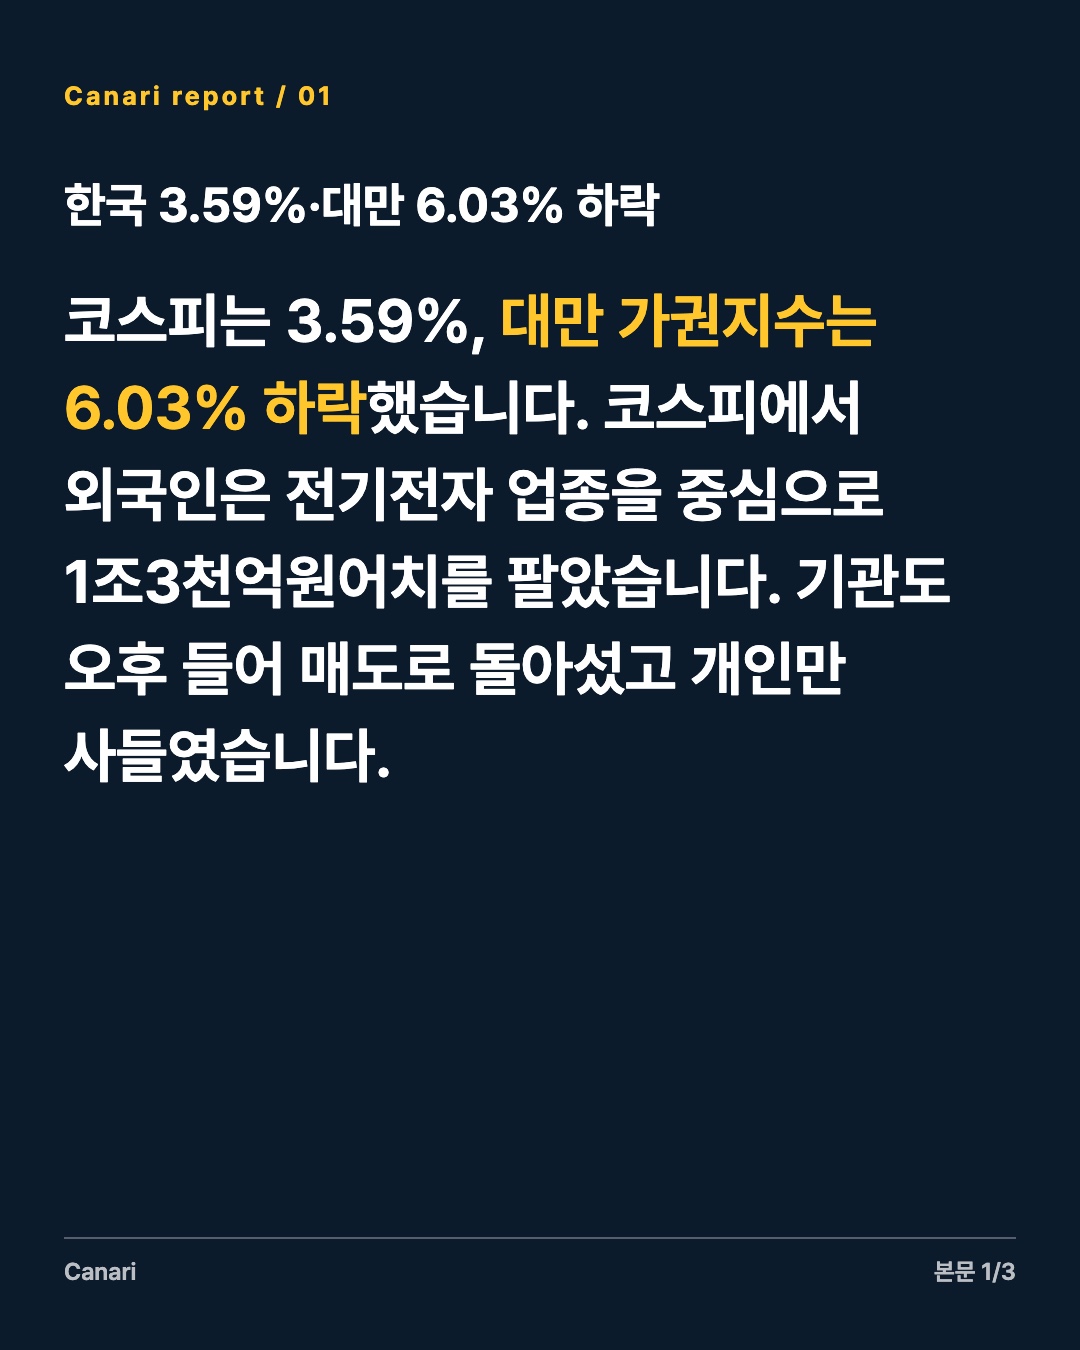 Canari report / 01
한국 3.59%·대만 6.03% 하락
코스피는 3.59%, 대만 가권지수는
6.03% 하락했습니다. 코스피에서
외국인은 전기전자 업종을 중심으로
1조3천억원어치를 팔았습니다. 기관도
오후 들어 매도로 돌아섰고 개인만
사들였습니다.
Canari
본문 1/3